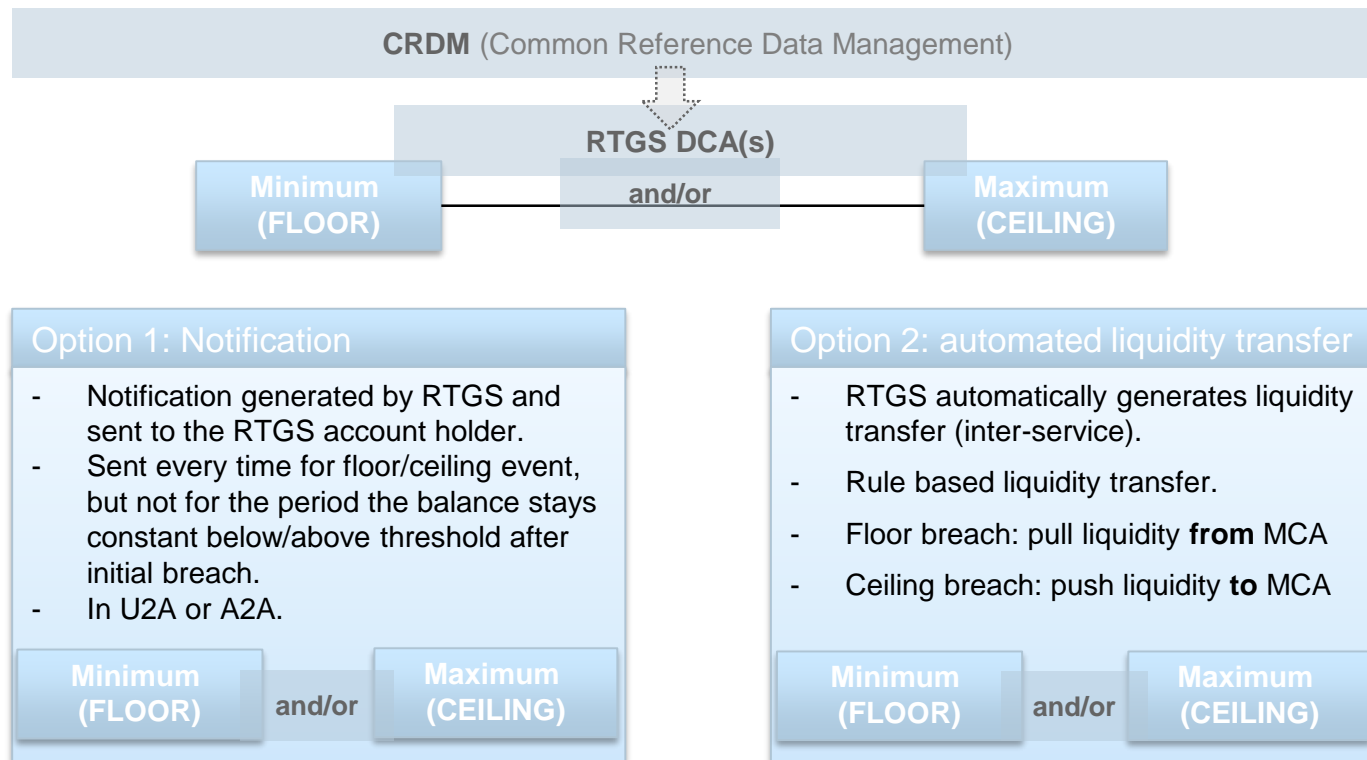 CRDM (Common Reference Data Management)
RTGS DCA(s)
Minimum
(FLOOR)
and/or
Maximum
(CEILING)
Option 1: Notification
- Notification generated by RTGS and
sent to the RTGS account holder.
- Sent every time for floor/ceiling event,
but not for the period the balance stays
constant below/above threshold after
initial breach.
- In U2A or A2A.
Minimum
(FLOOR)
and/or
Maximum
(CEILING)
Option 2: automated liquidity transfer
- RTGS automatically generates liquidity
transfer (inter-service).
- Rule based liquidity transfer.
- Floor breach: pull liquidity from MCA
- Ceiling breach: push liquidity to MCA
Minimum
(FLOOR)
and/or
Maximum
(CEILING)